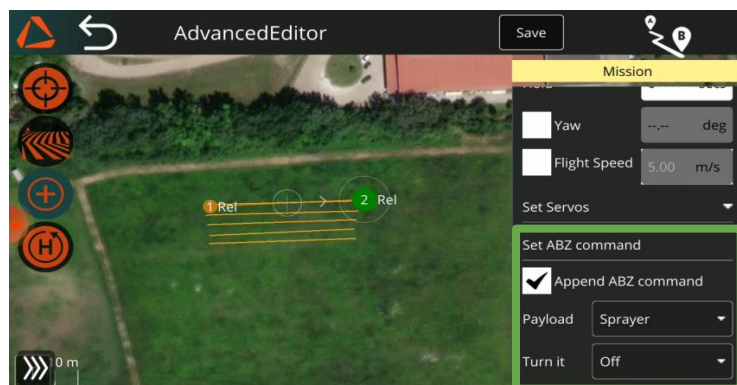 AdvancedEditor
Save
A
B
Mission
Yaw
--.-- deg
Flight Speed
5.00 m/s
Set Servos
Set ABZ command
Append ABZ command
Payload
Sprayer
Turn it
Off
1 Rel
2 Rel
H
0 m